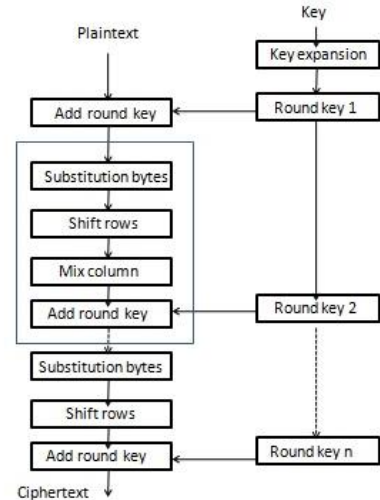 Key
Plaintext
Key expansion
Add round key
Round key 1
Substitution bytes
Shift rows
Mix column
Add round key
Round key 2
Substitution bytes
Shift rows
Add round key
Round key n
Ciphertext